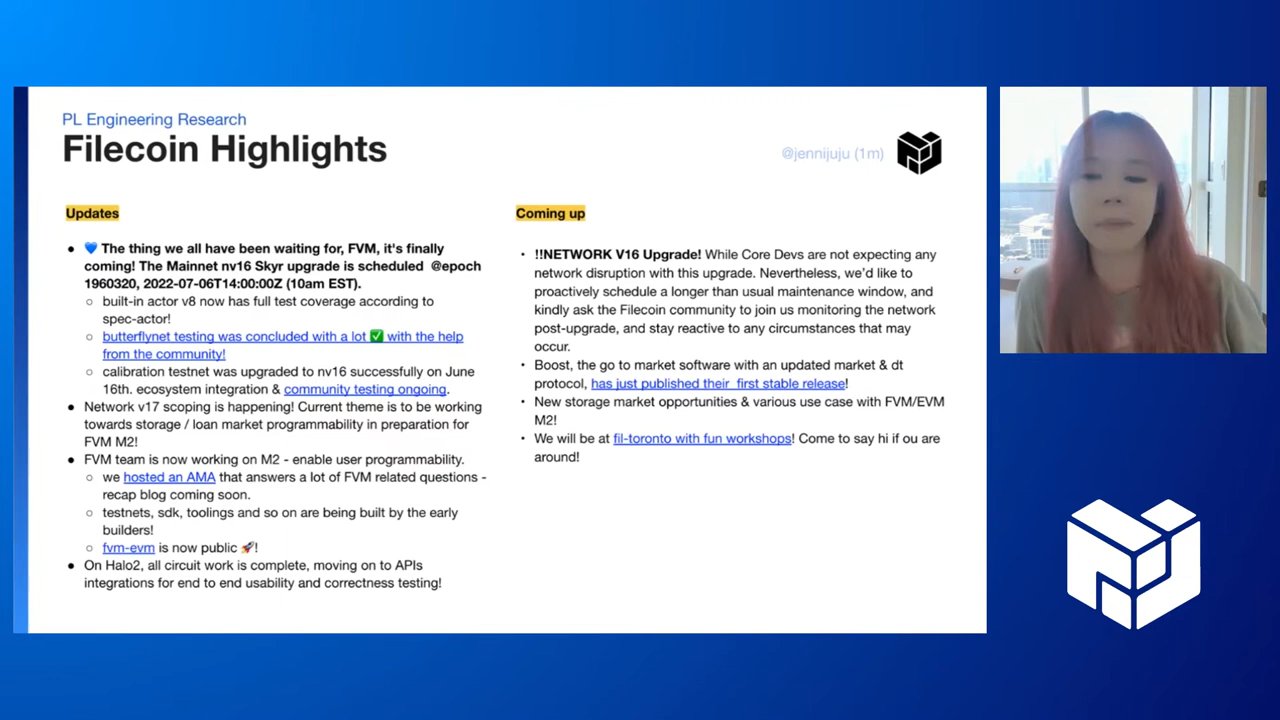 PL Engineering Research
Filecoin Highlights
@jennijuju (1m)
Updates
● 💙 The thing we all have been waiting for, FVM, it's finally
coming! The Mainnet nv16 Skyr upgrade is scheduled @epoch
1960320, 2022-07-06T14:00:00Z (10am EST).
○ built-in actor v8 now has full test coverage according to
spec-actor!
○ butterflynet testing was concluded with a lot ✅ with the help
from the community!
○ calibration testnet was upgraded to nv16 successfully on June
16th. ecosystem integration & community testing ongoing.
● Network v17 scoping is happening! Current theme is to be working
towards storage / loan market programmability in preparation for
FVM M2!
● FVM team is now working on M2 - enable user programmability.
○ we hosted an AMA that answers a lot of FVM related questions -
recap blog coming soon.
○ testnets, sdk, toolings and so on are being built by the early
builders!
○ fvm-evm is now public 🚀!
● On Halo2, all circuit work is complete, moving on to APIs
integrations for end to end usability and correctness testing!
Coming up
• !!NETWORK V16 Upgrade! While Core Devs are not expecting any
network disruption with this upgrade. Nevertheless, we'd like to
proactively schedule a longer than usual maintenance window, and
kindly ask the Filecoin community to join us monitoring the network
post-upgrade, and stay reactive to any circumstances that may
occur.
• Boost, the go to market software with an updated market & dt
protocol, has just published their first stable release!
• New storage market opportunities & various use case with FVM/EVM
M2!
• We will be at fil-toronto with fun workshops! Come to say hi if ou are
around!